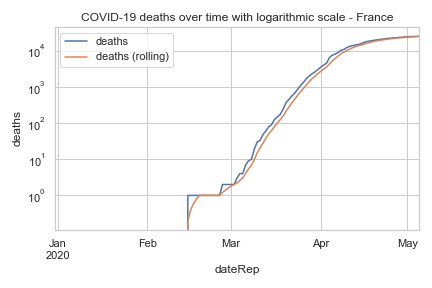 COVID-19 deaths over time with logarithmic scale - France
deaths
deaths (rolling)
10⁴
10³
10²
10¹
10⁰
deaths
Jan
2020
Feb
Mar
Apr
May
dateRep